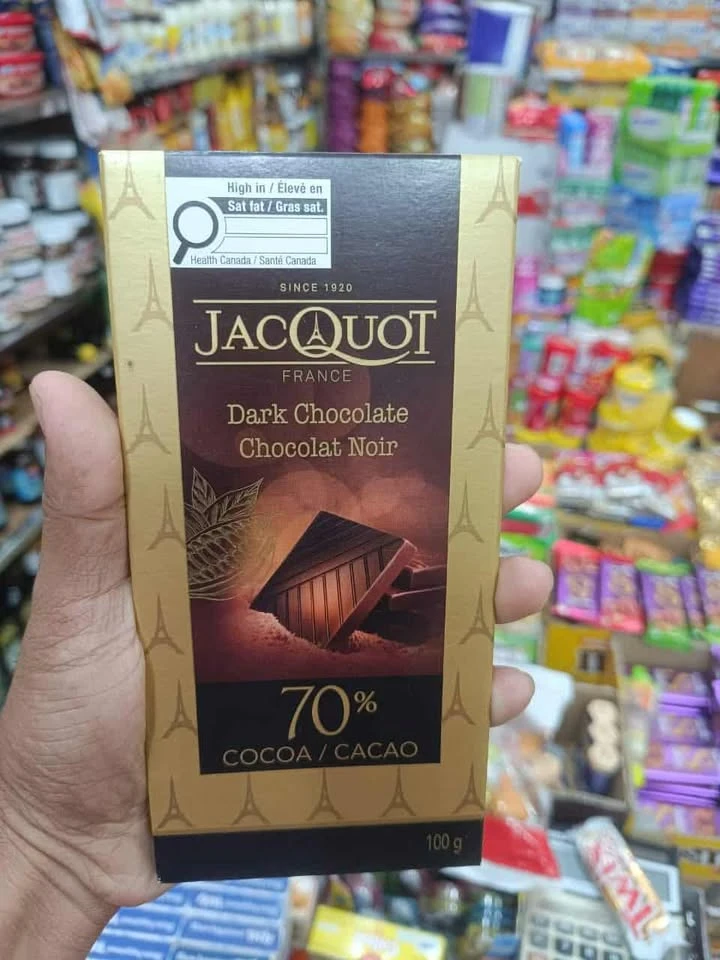 High in / Élevé en
Sat fat / Gras sat.
Health Canada / Santé Canada
SINCE 1920
JACQUOT
FRANCE
Dark Chocolate
Chocolat Noir
70%
COCOA / CACAO
100 g
TWIX